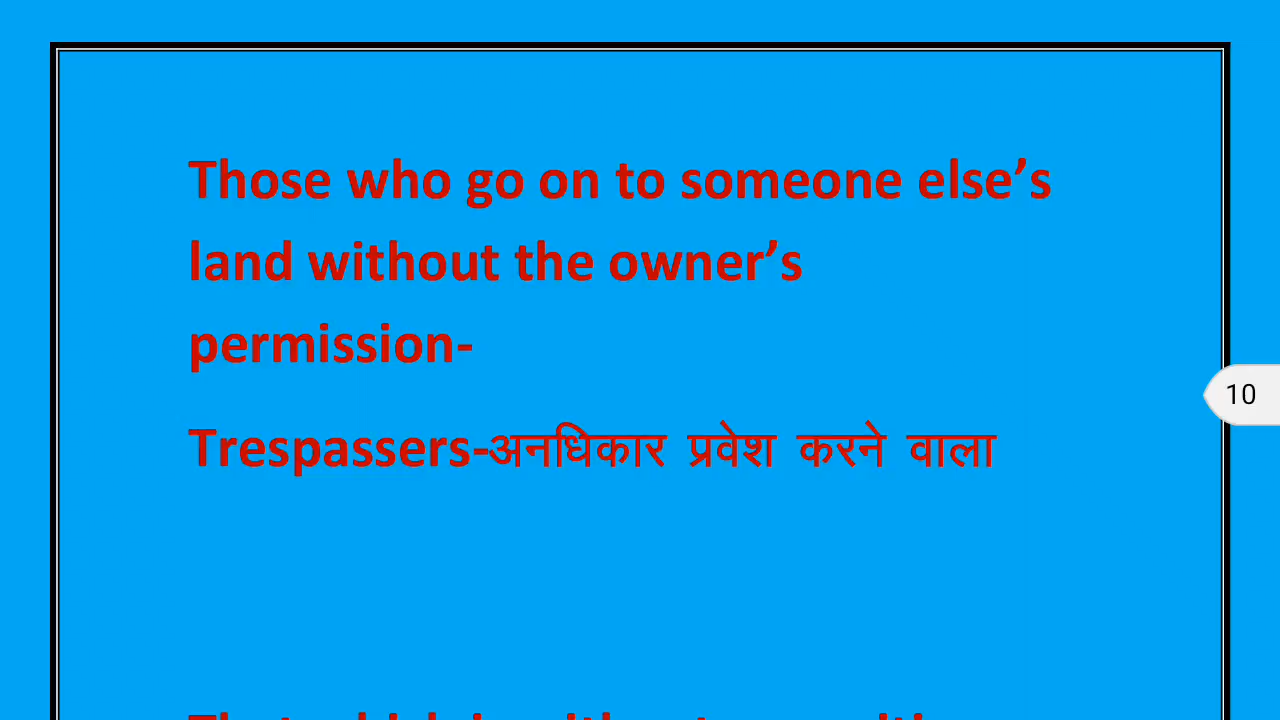 Those who go on to someone else’s
land without the owner’s
permission-
Trespassers-अनधिकार प्रवेश करने वाला
10